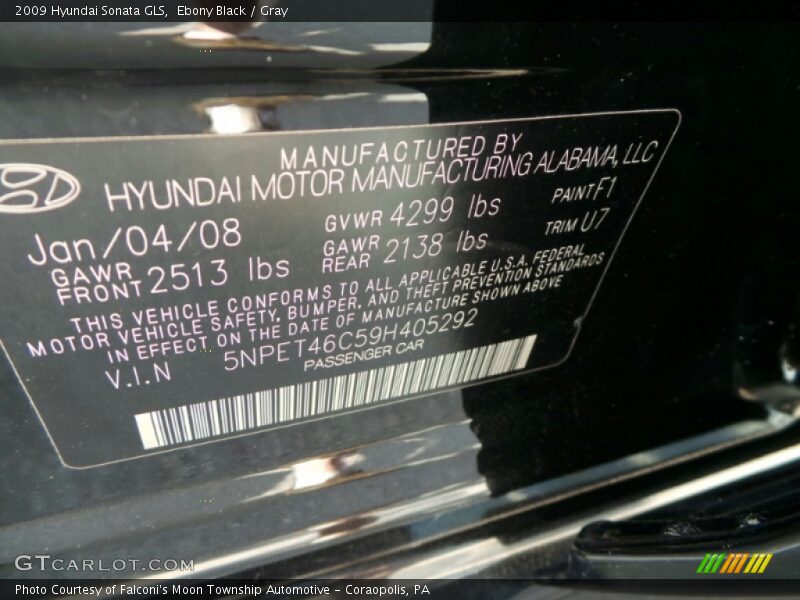 2009 Hyundai Sonata GLS, Ebony Black / Gray
MANUFACTURED BY
HYUNDAI MOTOR MANUFACTURING ALABAMA, LLC
Jan/04/08 GVWR 4299 lbs PAINT F1
GAWR FRONT 2513 lbs GAWR REAR 2138 lbs TRIM U7
THIS VEHICLE CONFORMS TO ALL APPLICABLE U.S.A. FEDERAL
MOTOR VEHICLE SAFETY, BUMPER, AND THEFT PREVENTION STANDARDS
IN EFFECT ON THE DATE OF MANUFACTURE SHOWN ABOVE
V.I.N 5NPET46C59H405292
PASSENGER CAR
GTCARLOT.COM
Photo Courtesy of Falconi's Moon Township Automotive - Coraopolis, PA